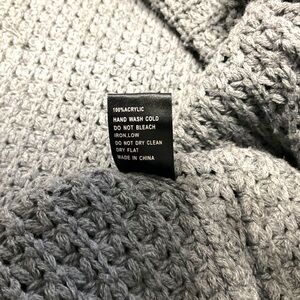 100%ACRYLIC
HAND WASH COLD
DO NOT BLEACH
IRON,LOW
DO NOT DRY CLEAN
DRY FLAT
MADE IN CHINA